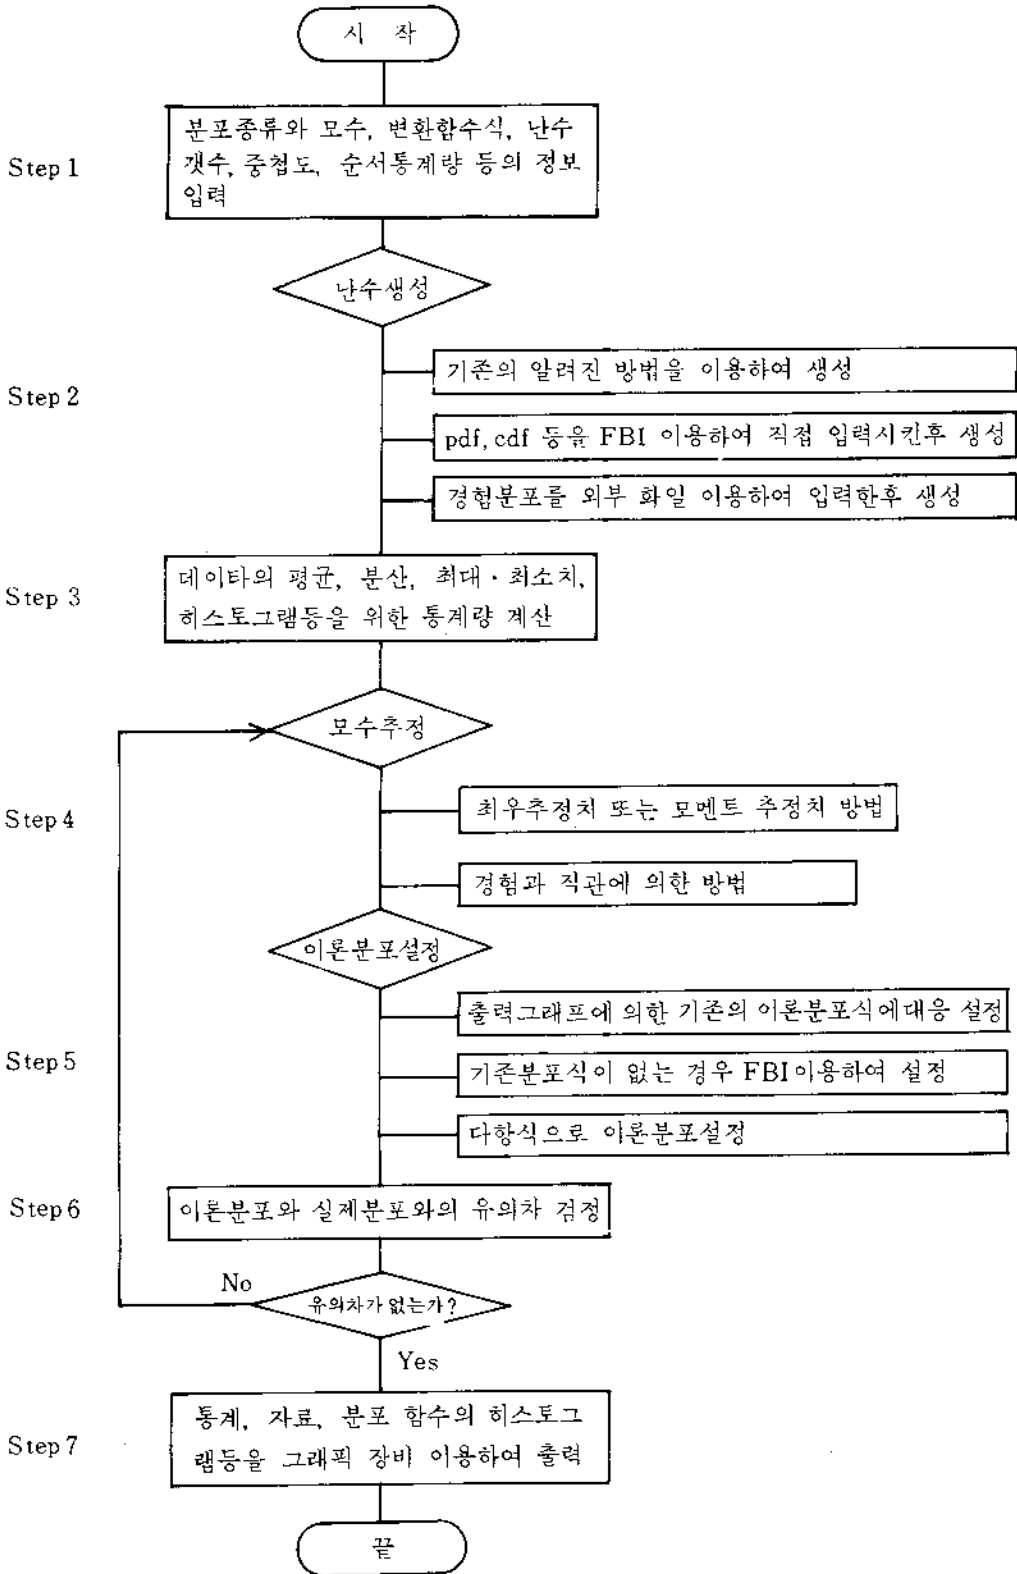 시 작
Step 1
분포종류와 모수, 변환함수식, 난수
갯수, 중첩도, 순서통계량 등의 정보
입력
난수생성
Step 2
기존의 알려진 방법을 이용하여 생성
pdf, cdf 등을 FBI 이용하여 직접 입력시킨후 생성
경험분포를 외부 화일 이용하여 입력한후 생성
Step 3
데이타의 평균, 분산, 최대·최소치,
히스토그램등을 위한 통계량 계산
모수추정
Step 4
최우추정치 또는 모멘트 추정치 방법
경험과 직관에 의한 방법
이론분포설정
Step 5
출력그래프에 의한 기존의 이론분포식에대응 설정
기존분포식이 없는 경우 FBI이용하여 설정
다항식으로 이론분포설정
Step 6
이론분포와 실제분포와의 유의차 검정
No
유의차가 없는가?
Yes
Step 7
통계, 자료, 분포 함수의 히스토그
램등을 그래픽 장비 이용하여 출력
끝